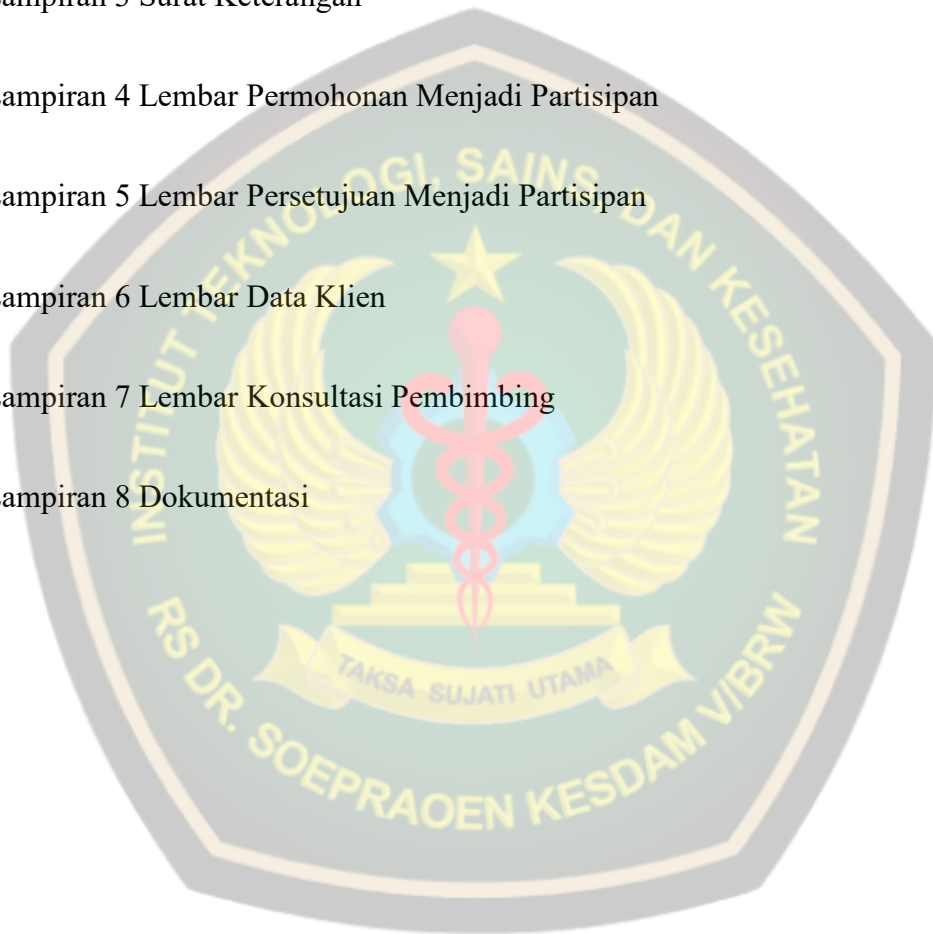 ampiran 3 Surat Keterangan
ampiran 4 Lembar Permohonan Menjadi Partisipan
ampiran 5 Lembar Persetujuan Menjadi Partisipan
ampiran 6 Lembar Data Klien
ampiran 7 Lembar Konsultasi Pembimbing
ampiran 8 Dokumentasi
INSTITUT TEKNOLOGI, SAINS, DAN KESEHATAN
TAKSA SUJATI UTAMA
RS DR. SOEPRAOEN KESDAM V/BRW